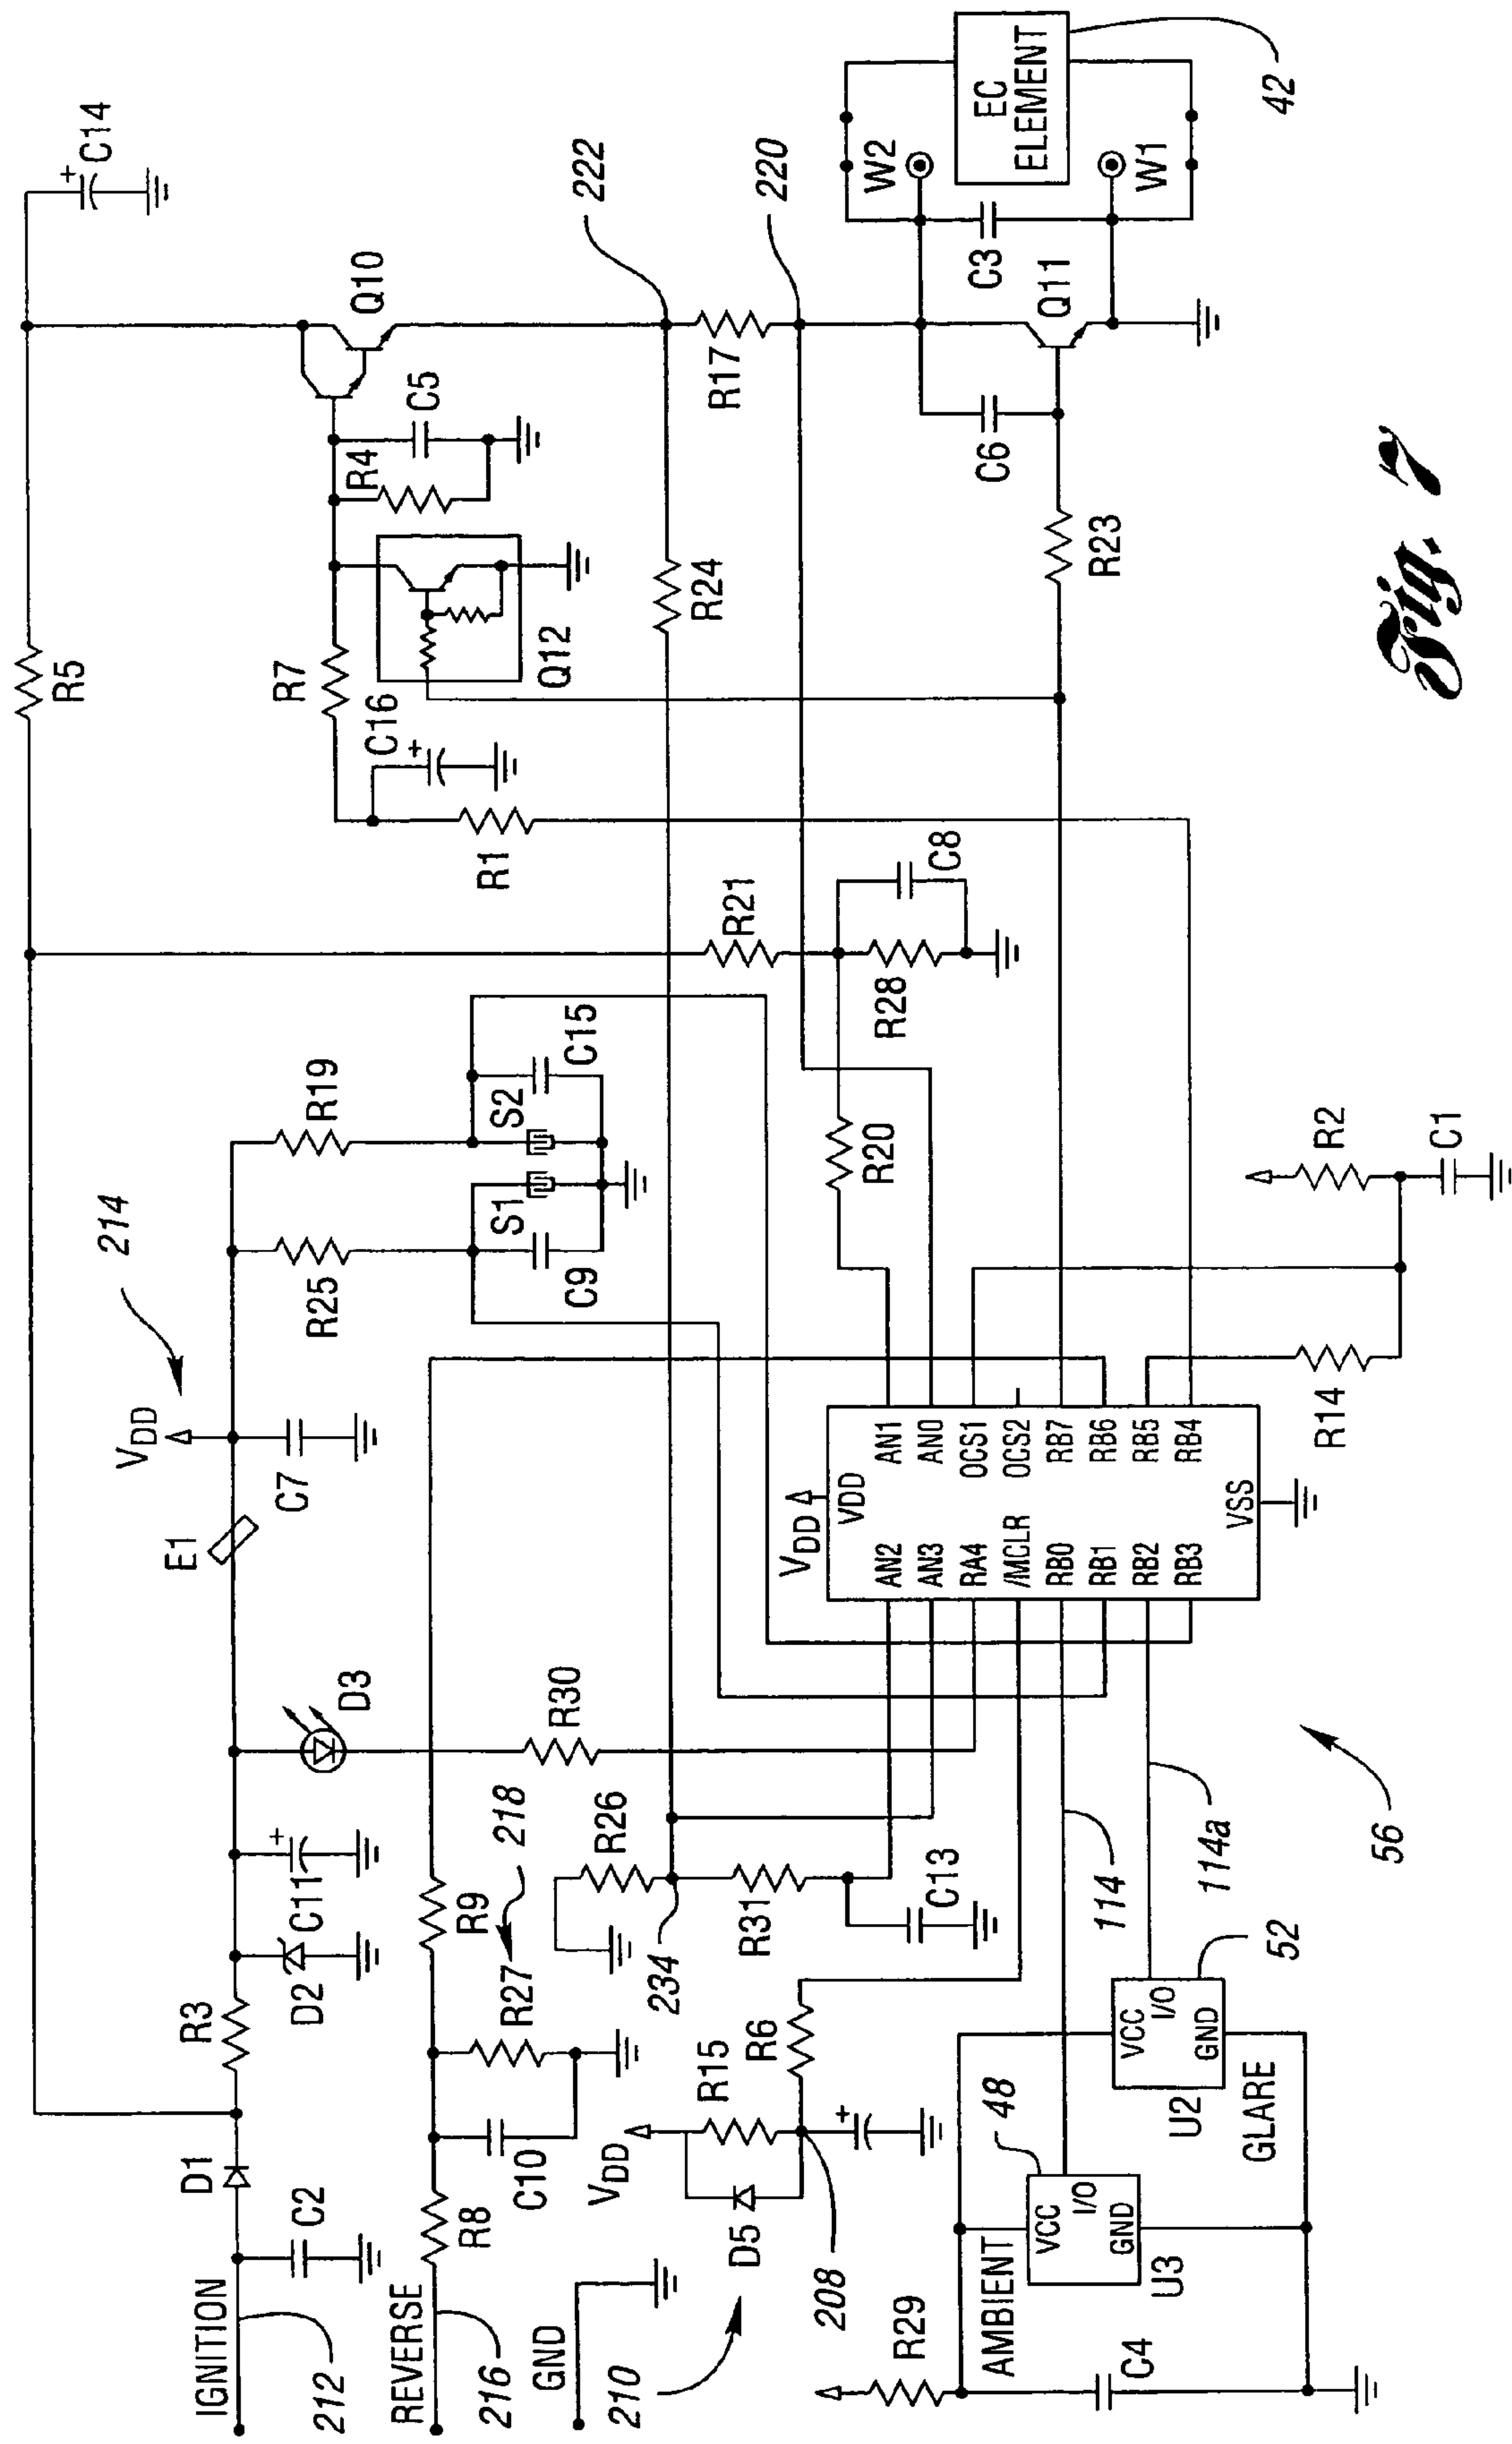 IGNITION
212
C2
D1
R3
D2
C11
+
D3
E1
C7
VDD
214
R25
R19
R5
C14
+
REVERSE
216
R8
C10
R27
218
R9
R30
C9
S1
S2
C15
R7
C16
+
R1
Q12
R4
C5
Q10
GND
210
D5
VDD
R15
208
+
R6
234
R26
R31
C13
R24
222
R17
220
R21
R28
C8
R20
R29
C4
AMBIENT
48
VCC
I/O
GND
U3
GLARE
52
VCC
I/O
GND
U2
114
114a
56
VDD
VDD
AN2
AN3
RA4
/MCLR
RB0
RB1
RB2
RB3
VSS
AN1
AN0
OCS1
OCS2
RB7
RB6
RB5
RB4
R14
R2
C1
R23
C6
Q11
C3
W2
W1
EC
ELEMENT
42
Fig. 7